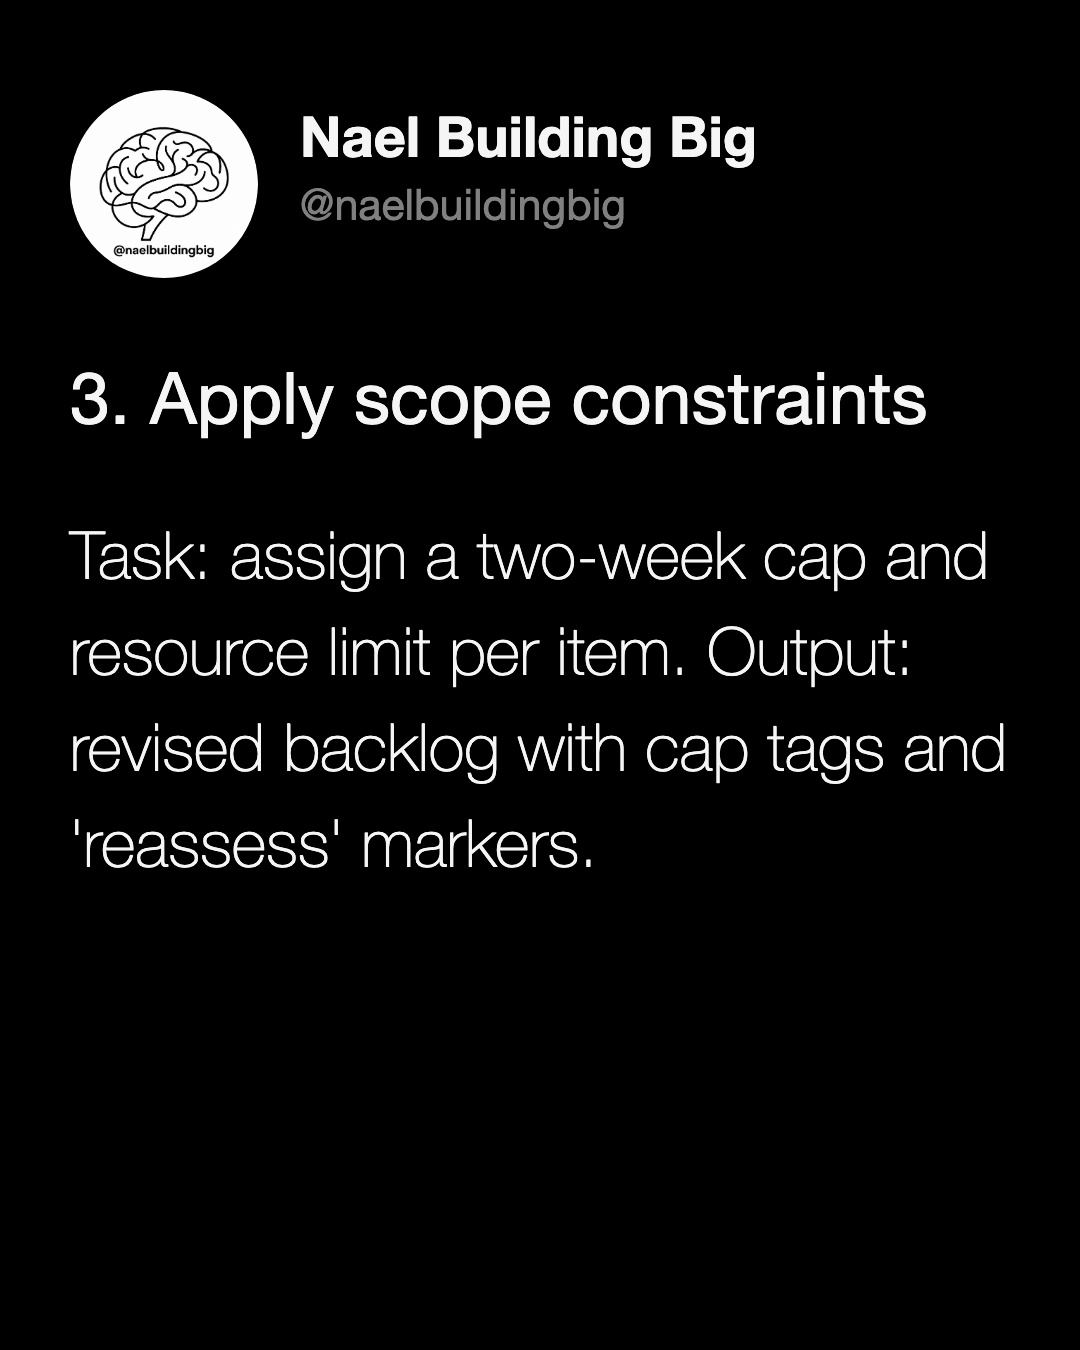 Nael Building Big
@naelbuildingbig
@naelbuildingbig
3. Apply scope constraints
Task: assign a two-week cap and
resource limit per item. Output:
revised backlog with cap tags and
'reassess' markers.